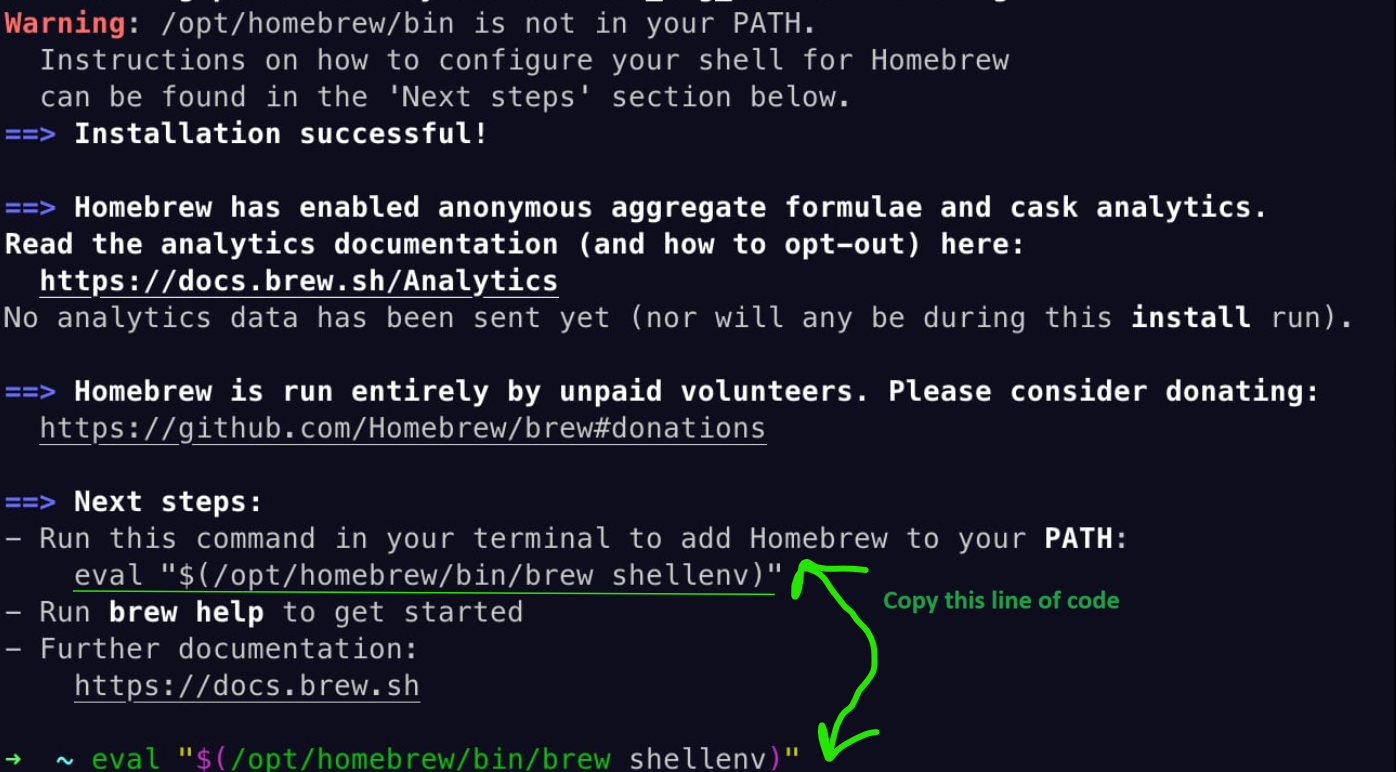 Warning: /opt/homebrew/bin is not in your PATH.
Instructions on how to configure your shell for Homebrew
can be found in the 'Next steps' section below.
==> Installation successful!
==> Homebrew has enabled anonymous aggregate formulae and cask analytics.
Read the analytics documentation (and how to opt-out) here:
https://docs.brew.sh/Analytics
No analytics data has been sent yet (nor will any be during this install run).
==> Homebrew is run entirely by unpaid volunteers. Please consider donating:
https://github.com/Homebrew/brew#donations
==> Next steps:
– Run this command in your terminal to add Homebrew to your PATH:
eval "$(/opt/homebrew/bin/brew shellenv)"
Copy this line of code
– Run brew help to get started
– Further documentation:
https://docs.brew.sh
→ ~ eval "$(/opt/homebrew/bin/brew shellenv)"